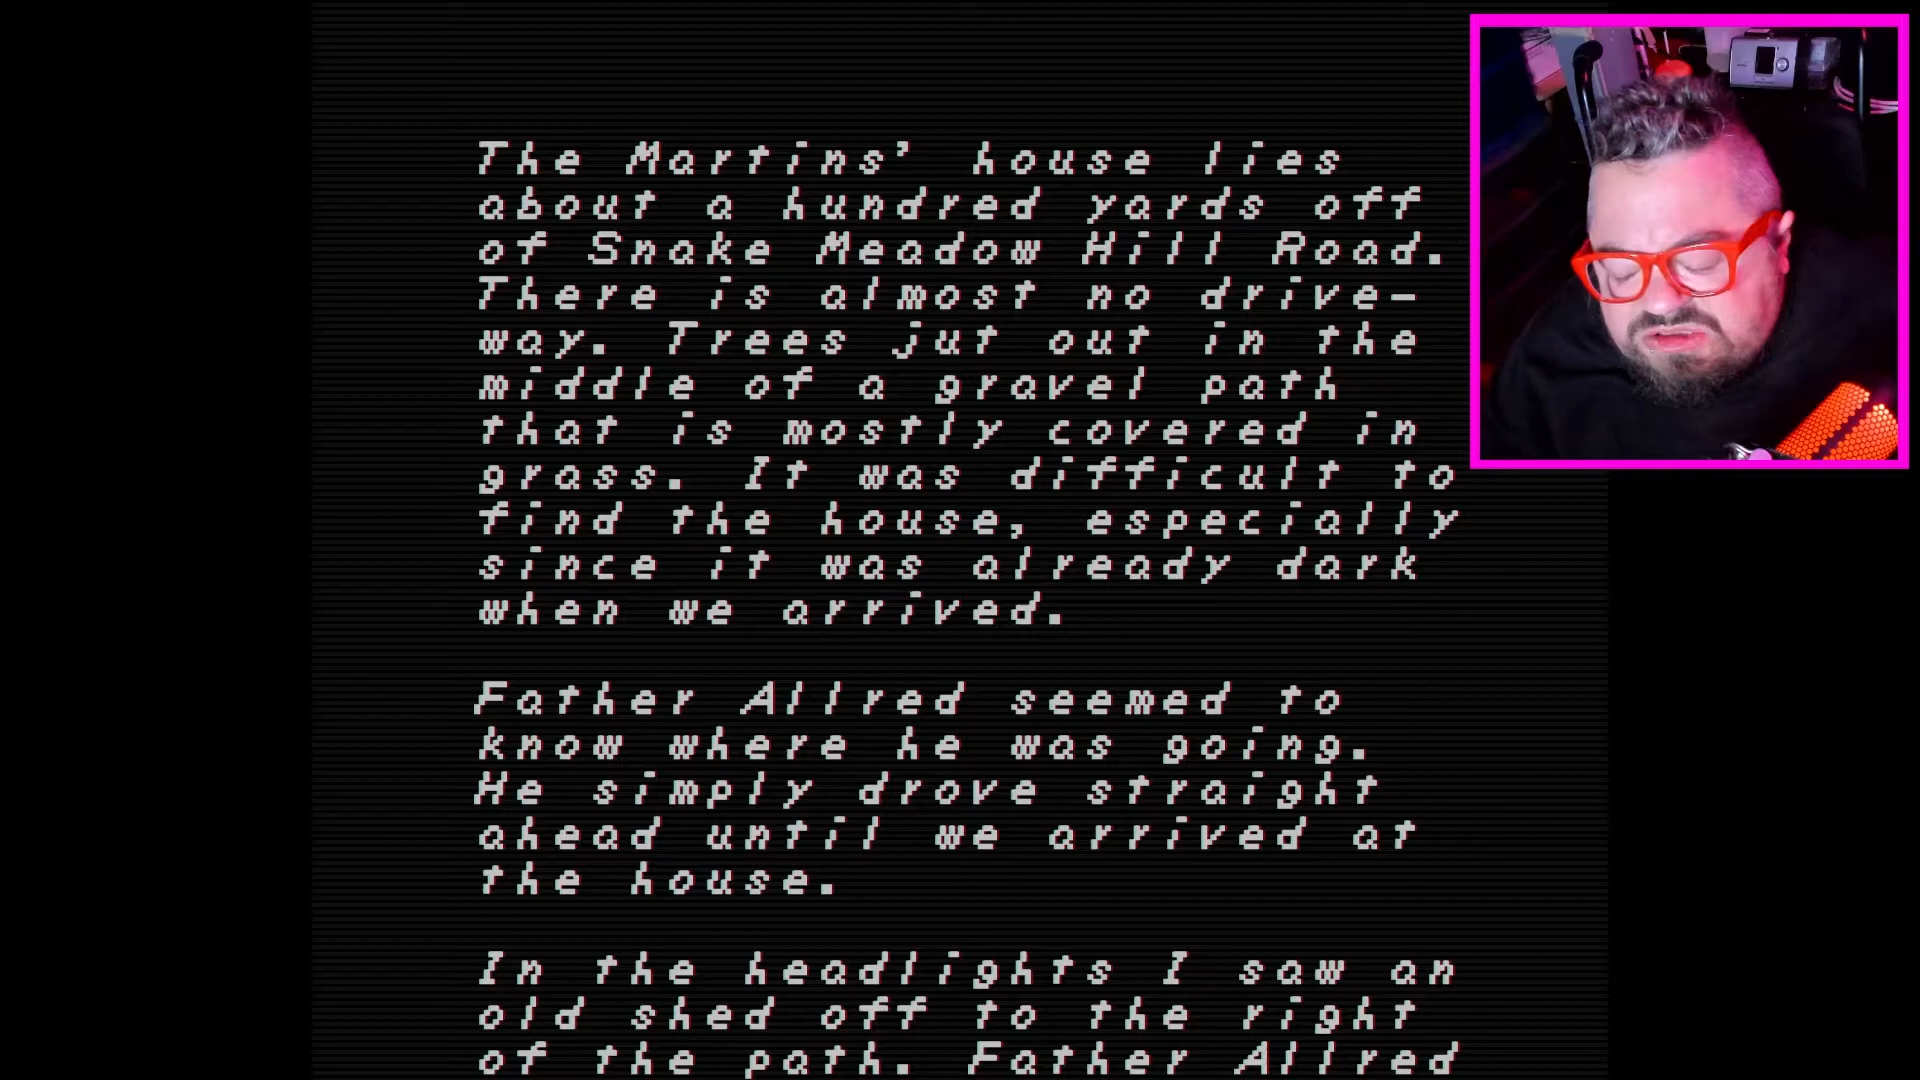 The Martins' house lies
about a hundred yards off
of Snake Meadow Hill Road.
There is almost no drive-
way. Trees jut out in the
middle of a gravel path
that is mostly covered in
grass. It was difficult to
find the house, especially
since it was already dark
when we arrived.
Father Allred seemed to
know where he was going.
He simply drove straight
ahead until we arrived at
the house.
In the headlights I saw an
old shed off to the right
of the path. Father Allred